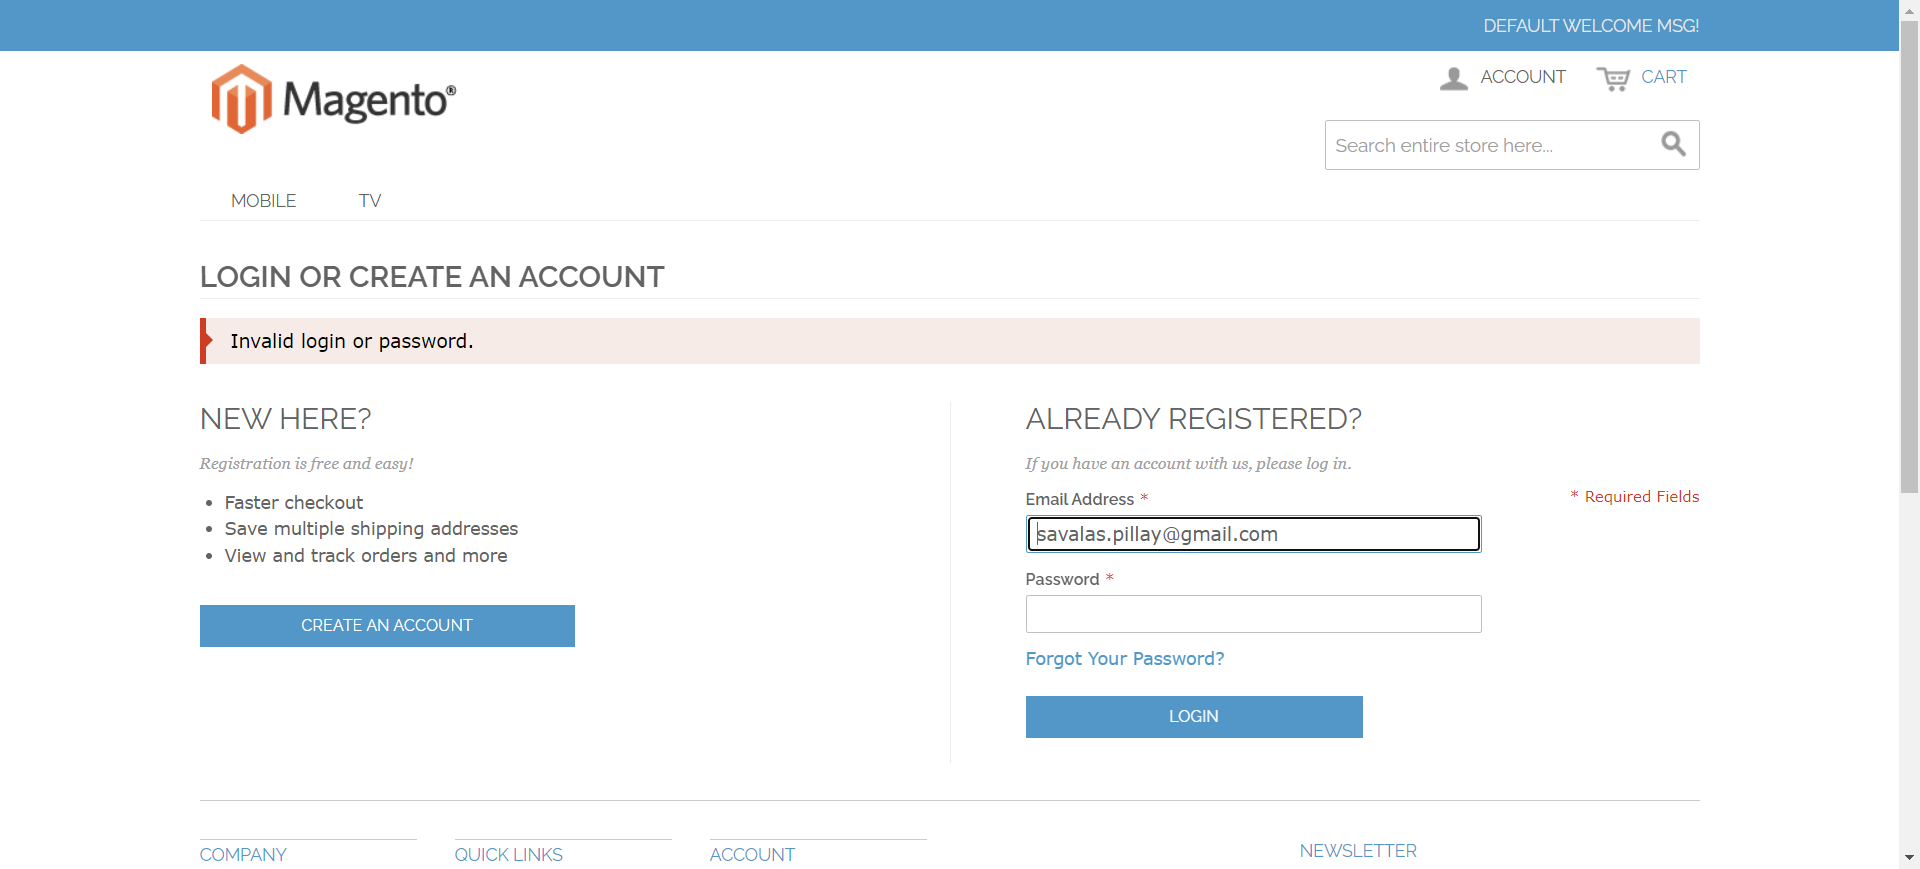 DEFAULT WELCOME MSG!
Magento®
ACCOUNT
CART
Search entire store here...
MOBILE
TV
LOGIN OR CREATE AN ACCOUNT
Invalid login or password.
NEW HERE?
Registration is free and easy!
• Faster checkout
• Save multiple shipping addresses
• View and track orders and more
CREATE AN ACCOUNT
ALREADY REGISTERED?
If you have an account with us, please log in.
Email Address *
* Required Fields
savalas.pillay@gmail.com
Password *
Forgot Your Password?
LOGIN
COMPANY
QUICK LINKS
ACCOUNT
NEWSLETTER